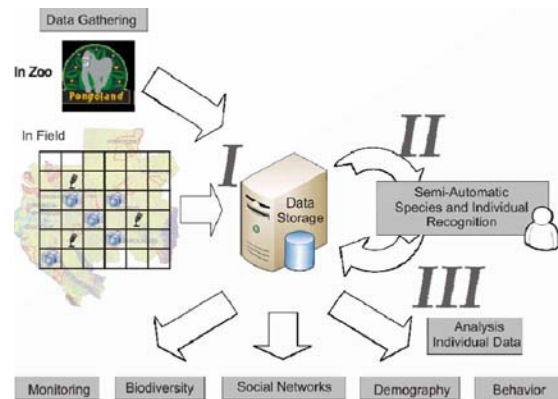 Data Gathering
In Zoo
Pongoland
In Field
I
Data
Storage
II
Semi-Automatic
Species and Individual
Recognition
III
Analysis
Individual Data
Monitoring
Biodiversity
Social Networks
Demography
Behavior